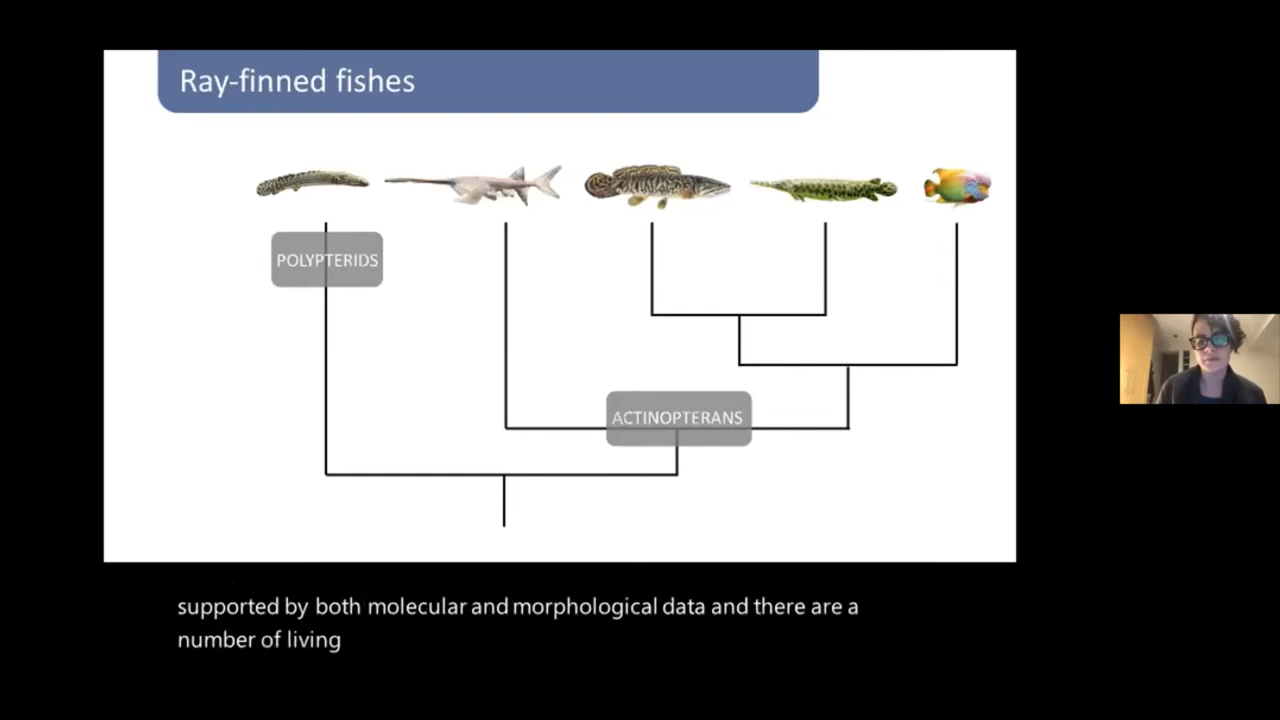 Ray-finned fishes
POLYPTERIDS
ACTINOPTERANS
supported by both molecular and morphological data and there are a
number of living